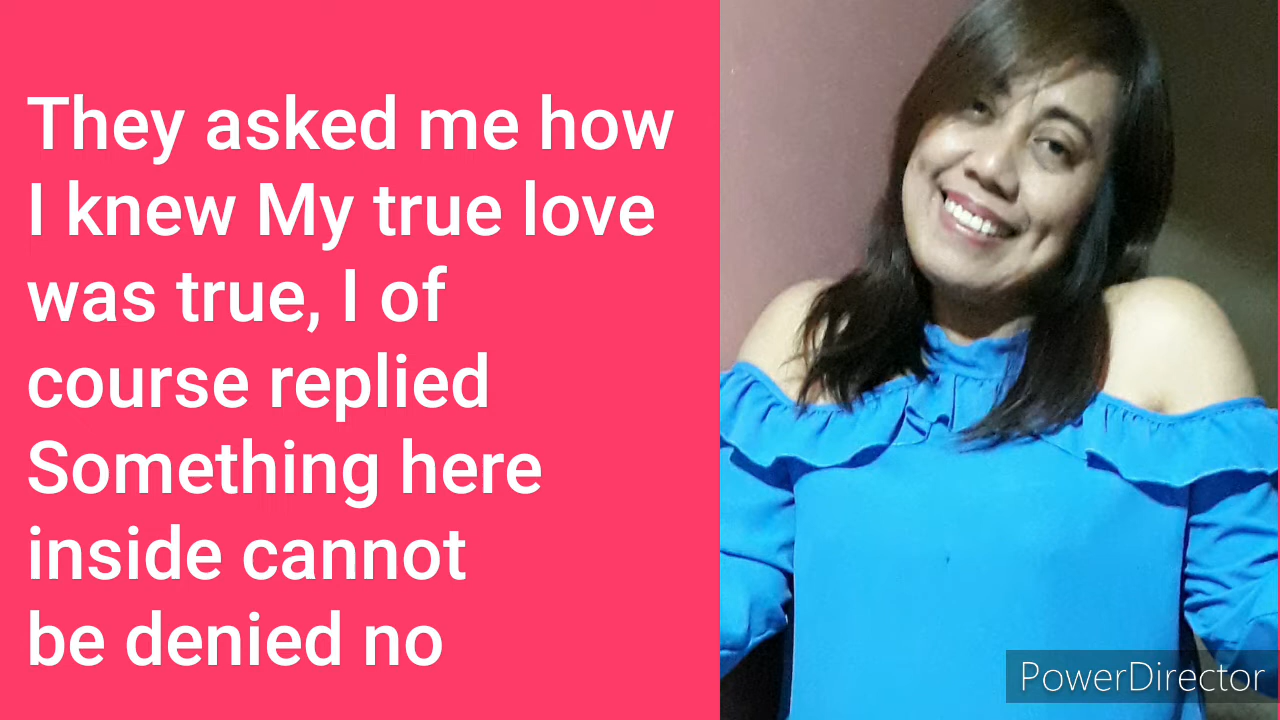 They asked me how
I knew My true love
was true, I of
course replied
Something here
inside cannot
be denied no
PowerDirector